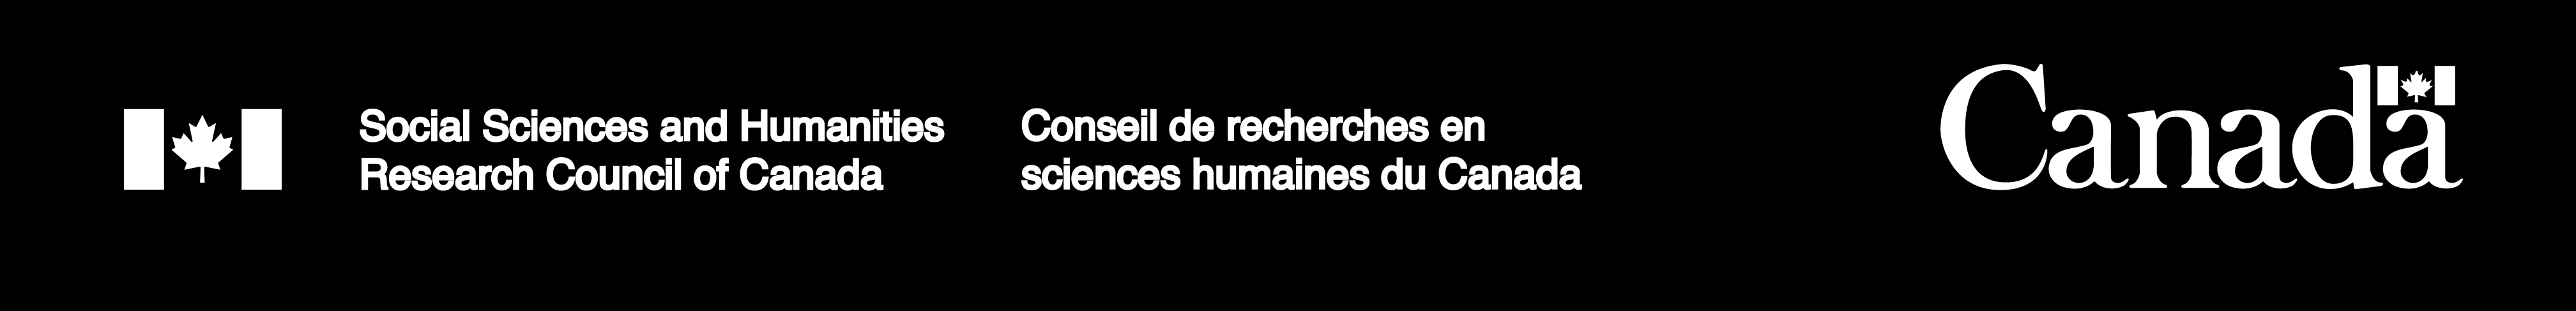 Social Sciences and Humanities
Research Council of Canada
Conseil de recherches en
sciences humaines du Canada
Canada